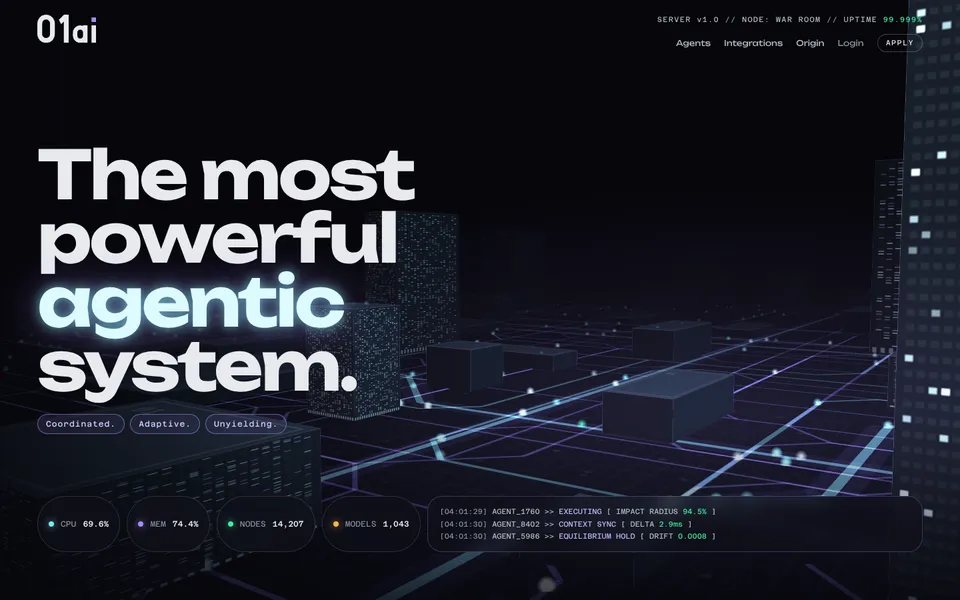 01ai
SERVER v1.0 // NODE: WAR ROOM // UPTIME 99.999%
Agents Integrations Origin Login APPLY
The most
powerful
agentic
system.
Coordinated. Adaptive. Unyielding.
CPU 69.6% MEM 74.4% NODES 14,207 MODELS 1,043
[04:01:29] AGENT_1760 >> EXECUTING [ IMPACT RADIUS 94.5% ]
[04:01:30] AGENT_8402 >> CONTEXT SYNC [ DELTA 2.9ms ]
[04:01:30] AGENT_5986 >> EQUILIBRIUM HOLD [ DRIFT 0.0008 ]